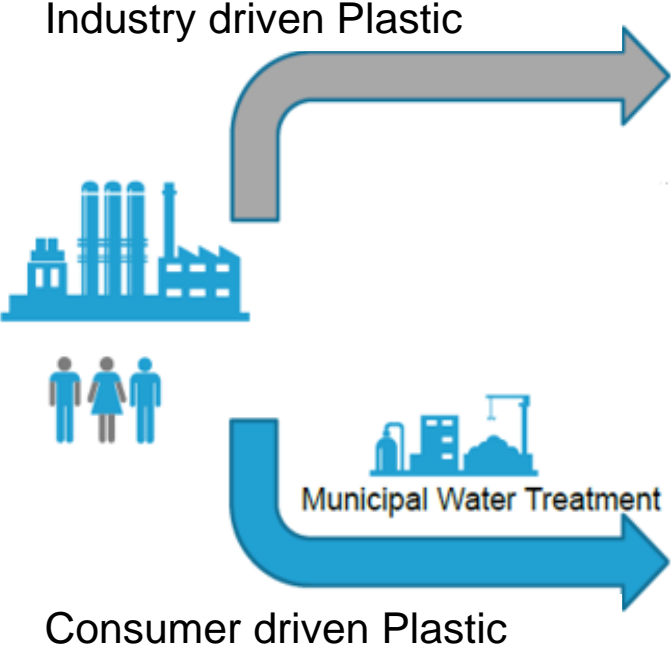 Industry driven Plastic
Municipal Water Treatment
Consumer driven Plastic